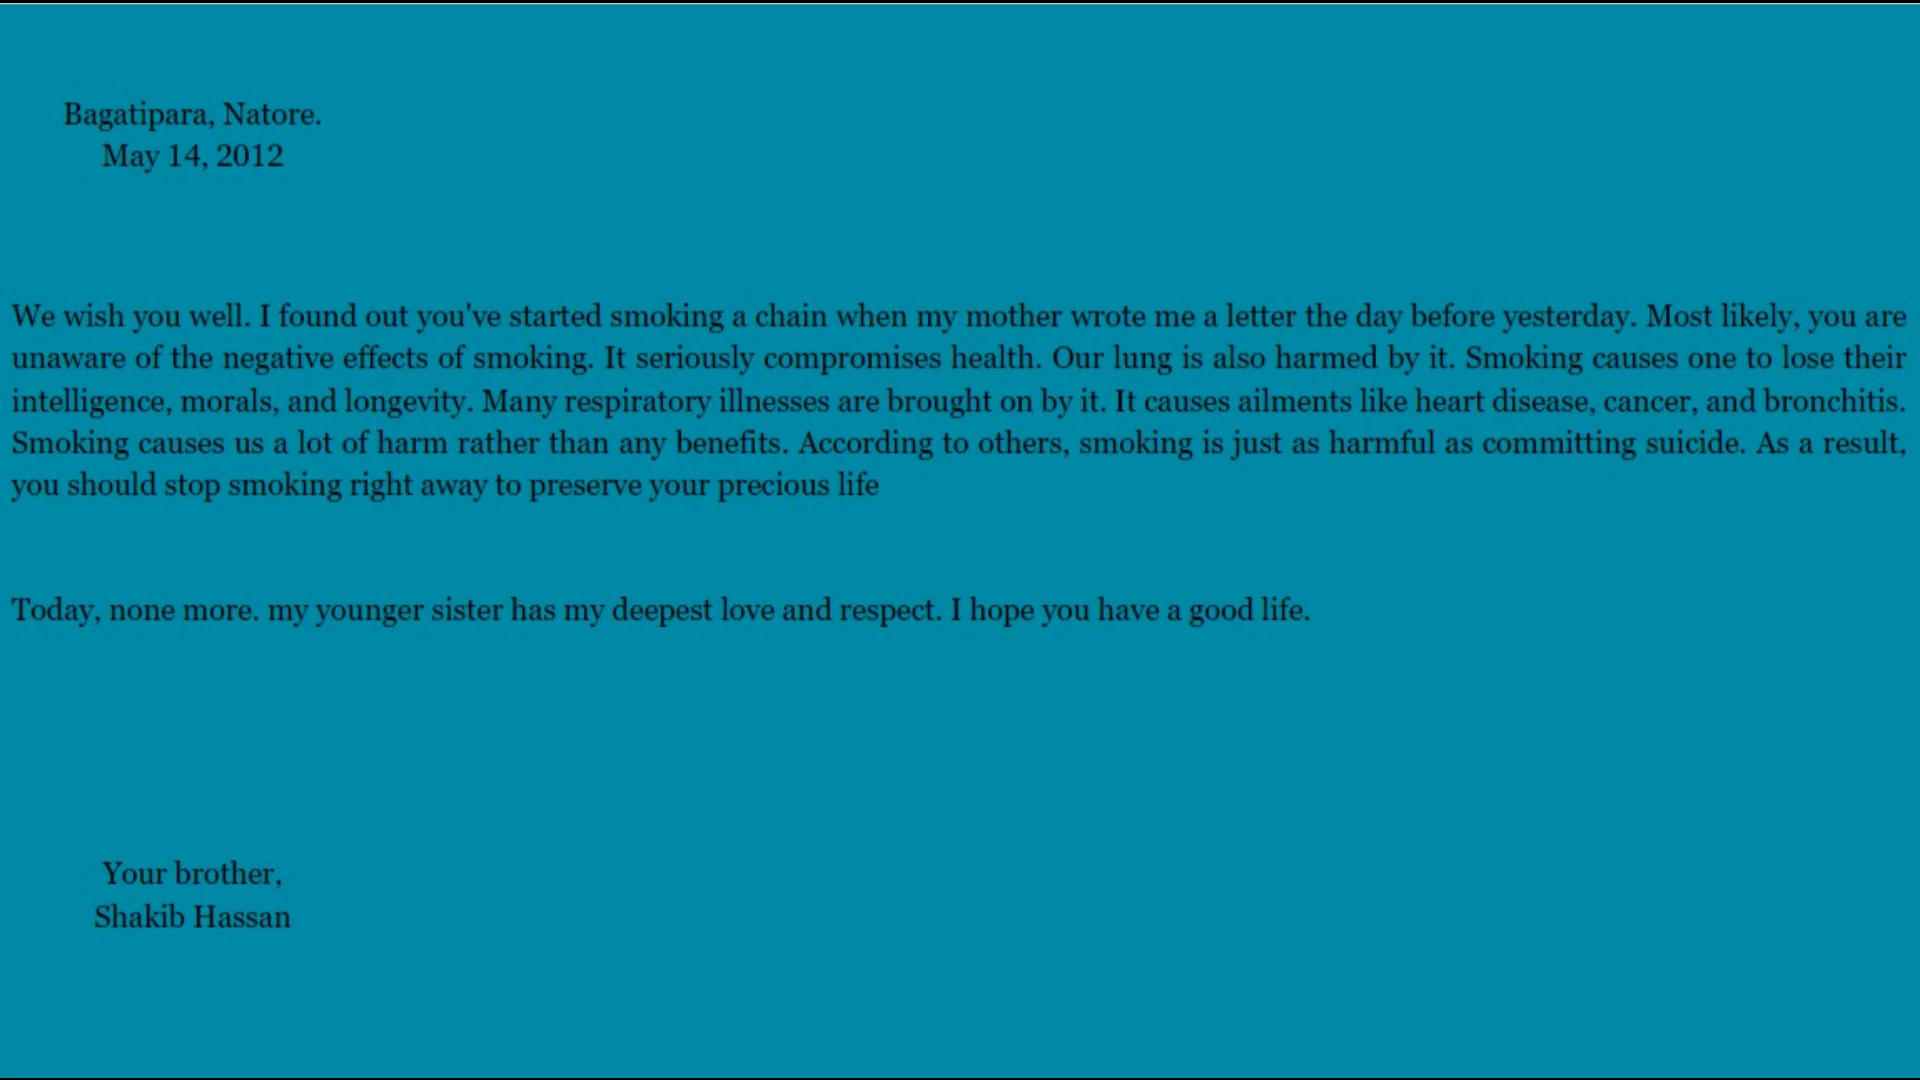 Bagatipara, Natore.
May 14, 2012
We wish you well. I found out you've started smoking a chain when my mother wrote me a letter the day before yesterday. Most likely, you are
unaware of the negative effects of smoking. It seriously compromises health. Our lung is also harmed by it. Smoking causes one to lose their
intelligence, morals, and longevity. Many respiratory illnesses are brought on by it. It causes ailments like heart disease, cancer, and bronchitis.
Smoking causes us a lot of harm rather than any benefits. According to others, smoking is just as harmful as committing suicide. As a result,
you should stop smoking right away to preserve your precious life
Today, none more. my younger sister has my deepest love and respect. I hope you have a good life.
Your brother,
Shakib Hassan